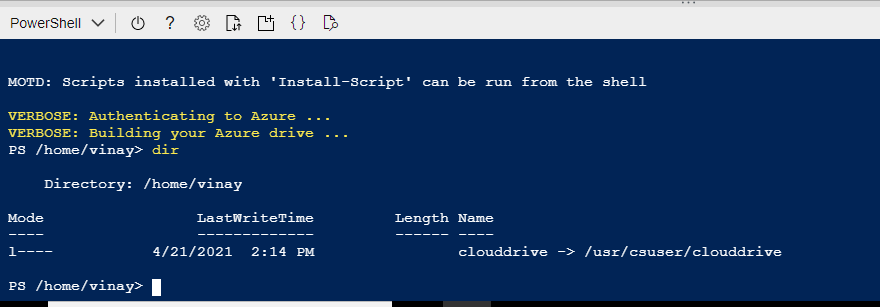 PowerShell
MOTD: Scripts installed with 'Install-Script' can be run from the shell
VERBOSE: Authenticating to Azure ...
VERBOSE: Building your Azure drive ...
PS /home/vinay> dir
Directory: /home/vinay
Mode LastWriteTime Length Name
---- ------------- ------ ----
l---- 4/21/2021 2:14 PM clouddrive -> /usr/csuser/clouddrive
PS /home/vinay>